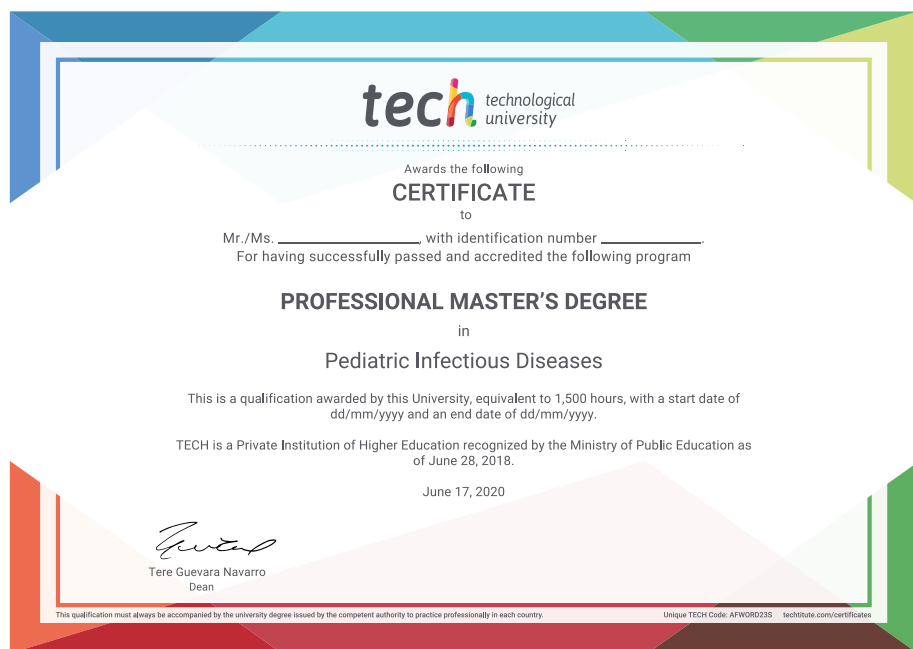 tech technological
university
Awards the following
CERTIFICATE
to
Mr./Ms. ____________________, with identification number ______________.
For having successfully passed and accredited the following program
PROFESSIONAL MASTER'S DEGREE
in
Pediatric Infectious Diseases
This is a qualification awarded by this University, equivalent to 1,500 hours, with a start date of
dd/mm/yyyy and an end date of dd/mm/yyyy.
TECH is a Private Institution of Higher Education recognized by the Ministry of Public Education as
of June 28, 2018.
June 17, 2020
Tere Guevara Navarro
Dean
This qualification must always be accompanied by the university degree issued by the competent authority to practice professionally in each country.
Unique TECH Code: AFWORD23S techtitute.com/certificates